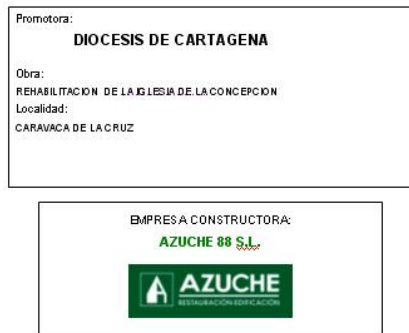 Promotora:
DIOCESIS DE CARTAGENA
Obra:
REHABILITACION DE LA IGLESIA DE LA CONCEPCION
Localidad:
CARAVACA DE LA CRUZ
EMPRESA CONSTRUCTORA:
AZUCHE 88 S.L.
AZUCHE
RESTAURACIÓN-EDIFICACIÓN